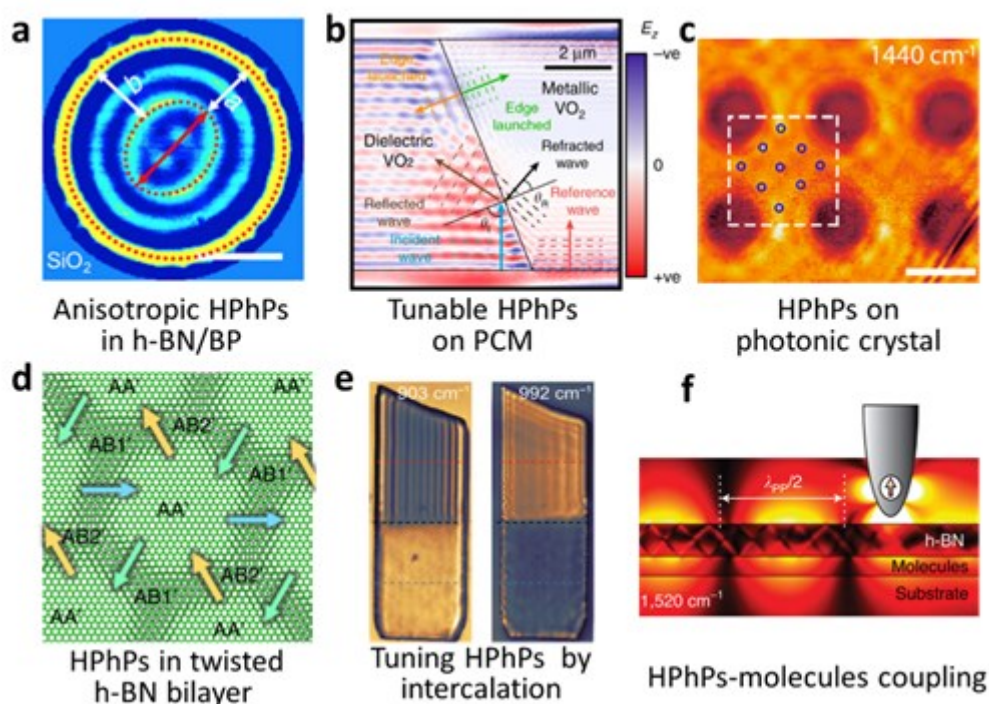 a
b
a
SiO2
Anisotropic HPhPs
in h-BN/BP
b
Edge
launched
2 μm
Metallic
VO2
Edge
launched
Dielectric
VO2
Refracted
wave
Reflected
wave
θr
θi
Incident
wave
Reference
wave
Ez
−ve
0
+ve
Tunable HPhPs
on PCM
c
1440 cm⁻¹
HPhPs on
photonic crystal
d
AA'
AA'
AB1'
AB2'
AB1'
AA'
AB2'
AB1'
AB2'
AA'
AA'
HPhPs in twisted
h-BN bilayer
e
903 cm⁻¹
992 cm⁻¹
Tuning HPhPs by
intercalation
f
λPP/2
h-BN
Molecules
Substrate
1,520 cm⁻¹
HPhPs-molecules coupling